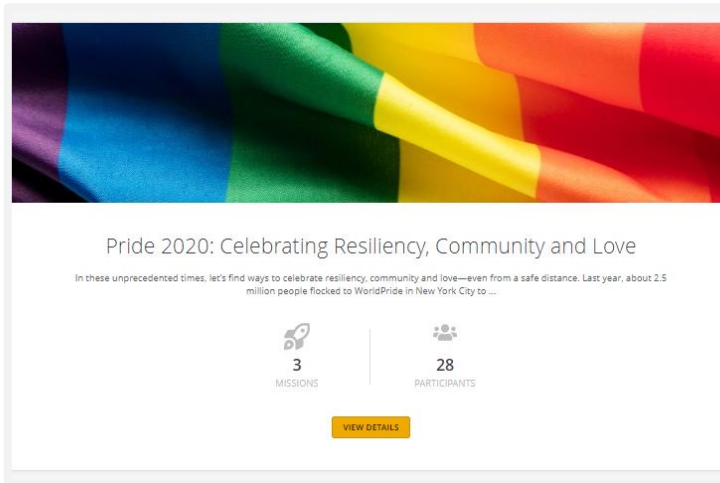 Pride 2020: Celebrating Resiliency, Community and Love
In these unprecedented times, let's find ways to celebrate resiliency, community and love—even from a safe distance. Last year, about 2.5
million people flocked to WorldPride in New York City to ...
3
28
MISSIONS
PARTICIPANTS
VIEW DETAILS